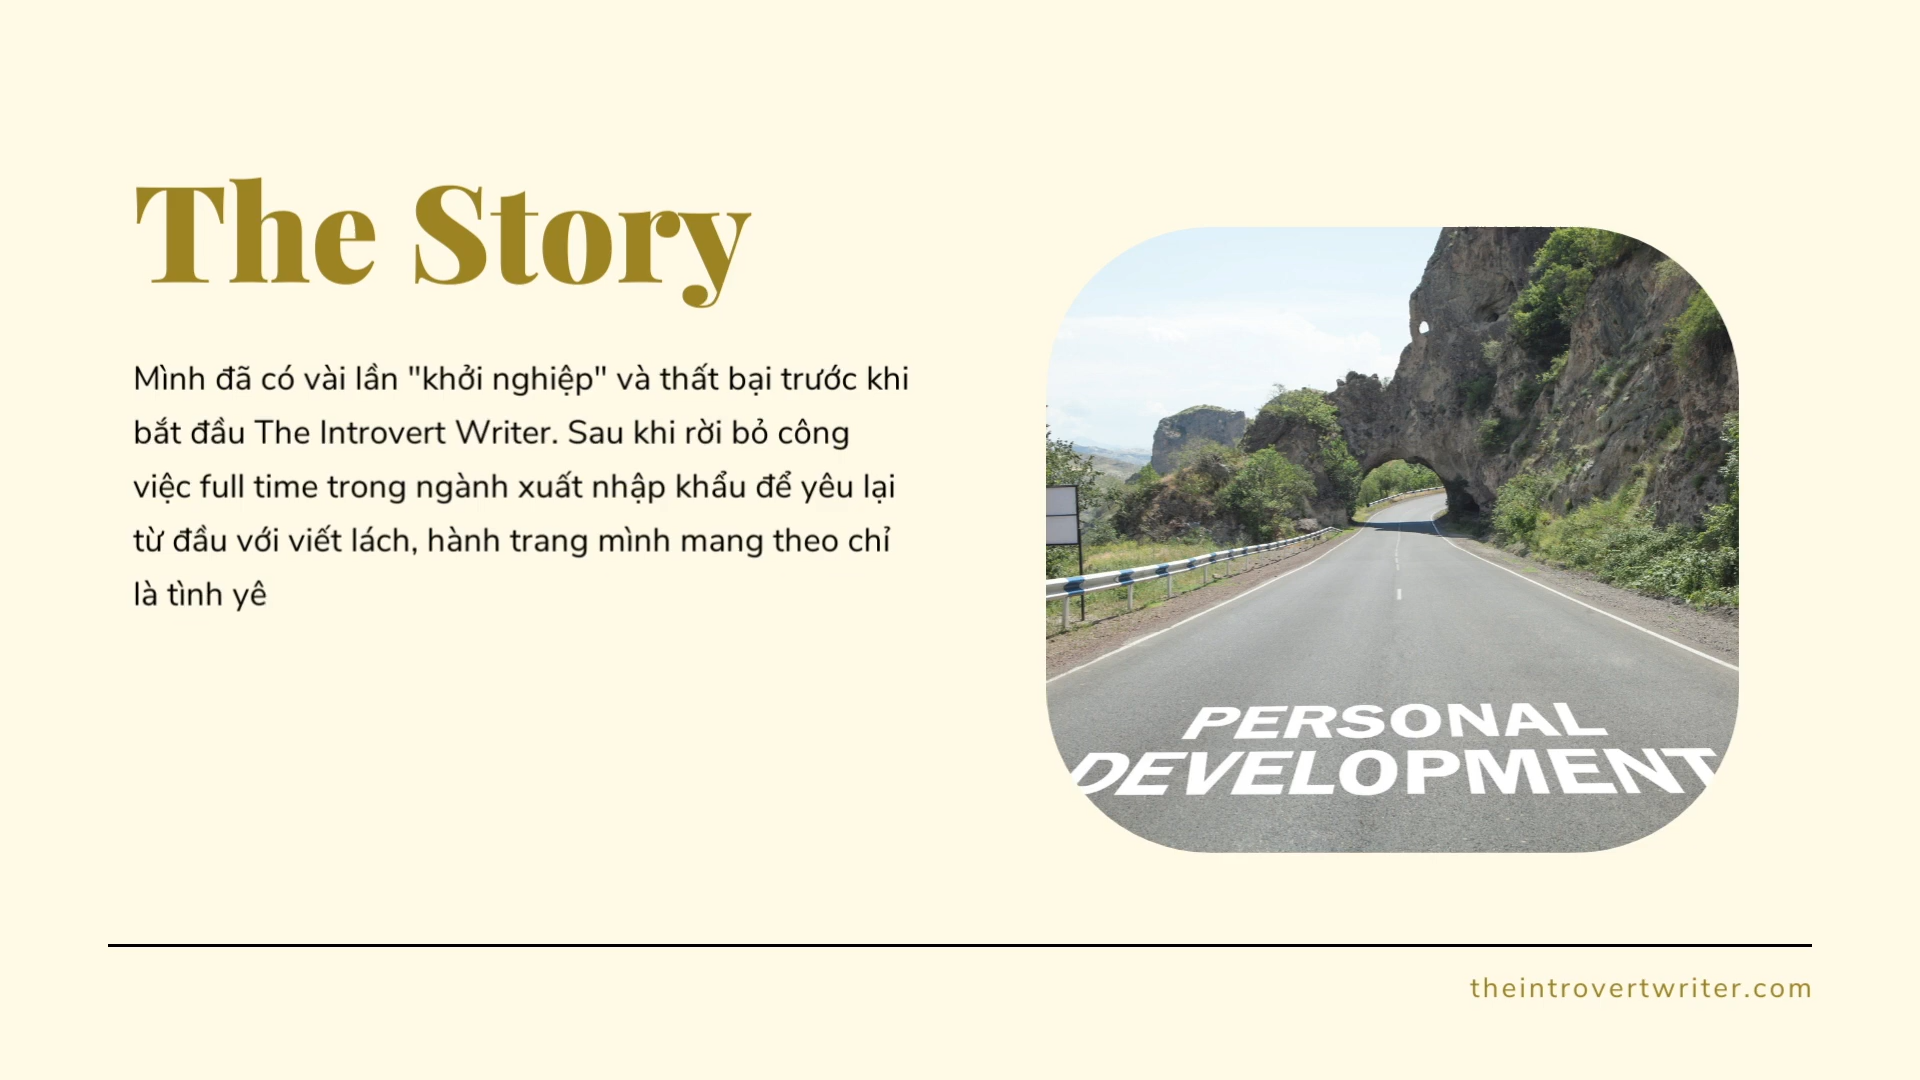 The Story
Mình đã có vài lần "khởi nghiệp" và thất bại trước khi
bắt đầu The Introvert Writer. Sau khi rời bỏ công
việc full time trong ngành xuất nhập khẩu để yêu lại
từ đầu với viết lách, hành trang mình mang theo chỉ
là tình yê
PERSONAL
DEVELOPMENT
theintrovertwriter.com